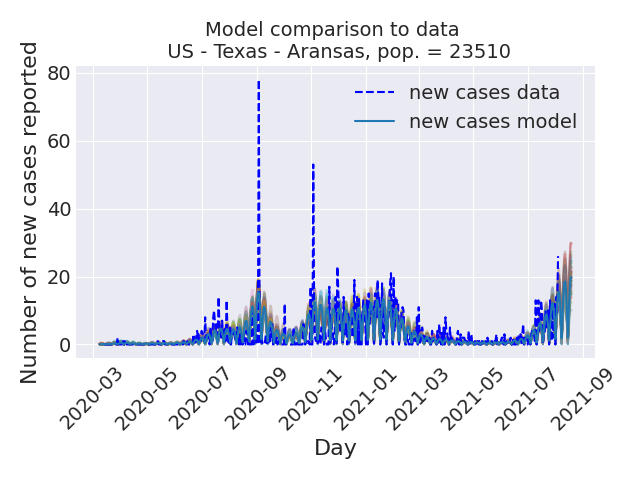 Model comparison to data
US - Texas - Aransas, pop. = 23510
Number of new cases reported
80
60
40
20
0
new cases data
new cases model
2020-03
2020-05
2020-07
2020-09
2020-11
2021-01
2021-03
2021-05
2021-07
2021-09
Day